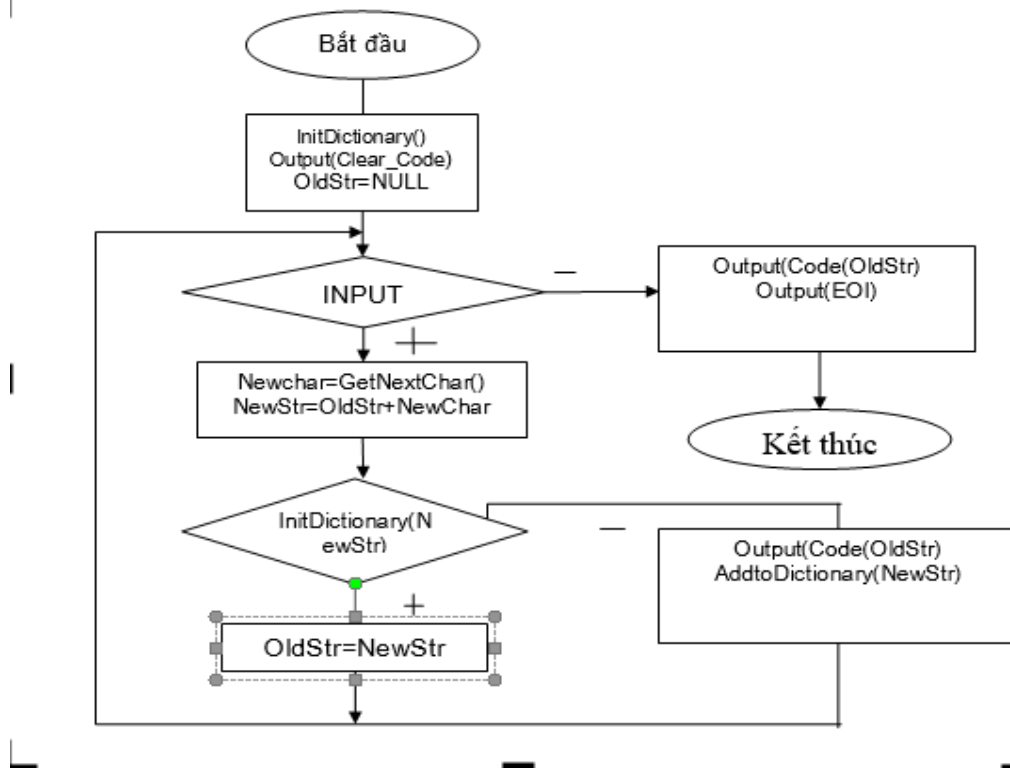 Bắt đầu
InitDictionary()
Output(Clear_Code)
OldStr=NULL
INPUT
—
Output(Code(OldStr)
Output(EOI)
+
Newchar=GetNextChar()
NewStr=OldStr+NewChar
Kết thúc
InitDictionary(N
ewStr)
—
Output(Code(OldStr)
AddtoDictionary(NewStr)
+
OldStr=NewStr